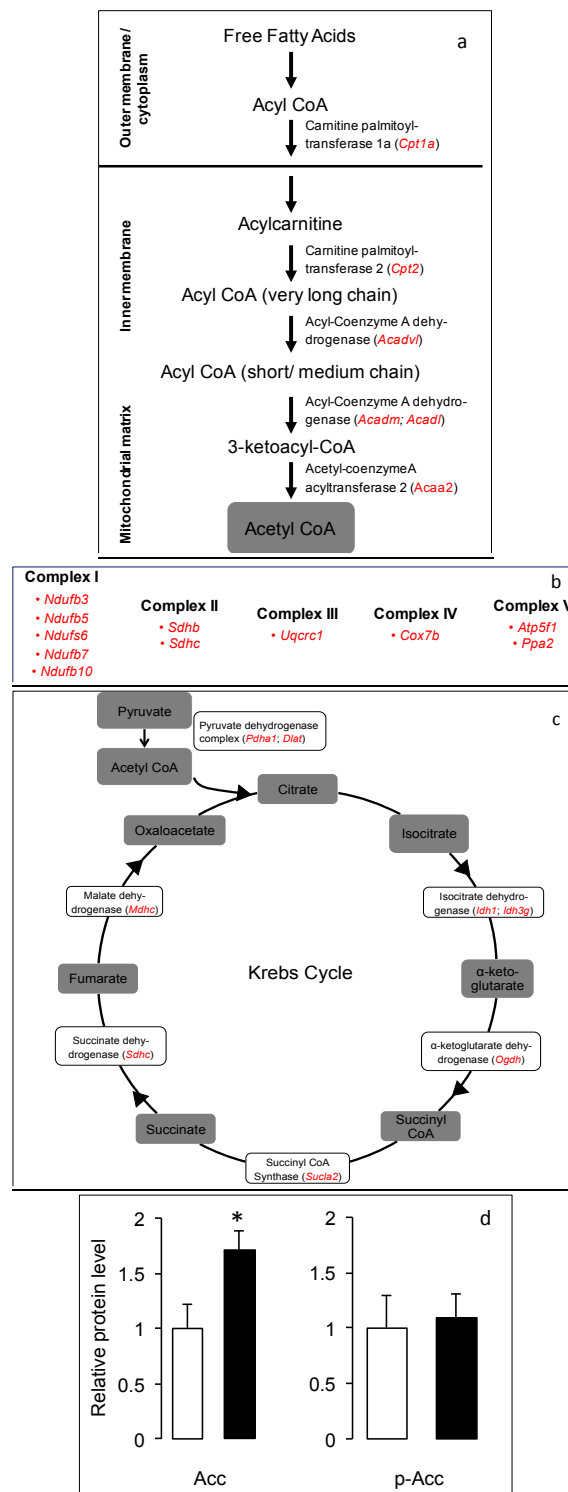 a
Outer membrane/
cytoplasm
Free Fatty Acids
Acyl CoA
Carnitine palmitoyl-
transferase 1a (Cpt1a)
Inner membrane
Acylcarnitine
Carnitine palmitoyl-
transferase 2 (Cpt2)
Acyl CoA (very long chain)
Acyl-Coenzyme A dehy-
drogenase (Acadvl)
Mitochondrial matrix
Acyl CoA (short/ medium chain)
Acyl-Coenzyme A dehydro-
genase (Acadm; Acadl)
3-ketoacyl-CoA
Acetyl-coenzymeA
acyltransferase 2 (Acaa2)
Acetyl CoA
b
Complex I
• Ndufb3
• Ndufb5
• Ndufs6
• Ndufb7
• Ndufb10
Complex II
• Sdhb
• Sdhc
Complex III
• Uqcrc1
Complex IV
• Cox7b
Complex V
• Atp5f1
• Ppa2
c
Pyruvate
Pyruvate dehydrogenase
complex (Pdha1; Dlat)
Acetyl CoA
Citrate
Oxaloacetate
Isocitrate
Malate dehy-
drogenase (Mdhc)
Isocitrate dehydro-
genase (Idh1; Idh3g)
Krebs Cycle
Fumarate
α-keto-
glutarate
Succinate dehy-
drogenase (Sdhc)
α-ketoglutarate dehy-
drogenase (Ogdh)
Succinate
Succinyl
CoA
Succinyl CoA
Synthase (Sucla2)
d
Relative protein level
2
1.5
1
0.5
0
*
Acc
2
1.5
1
0.5
0
p-Acc